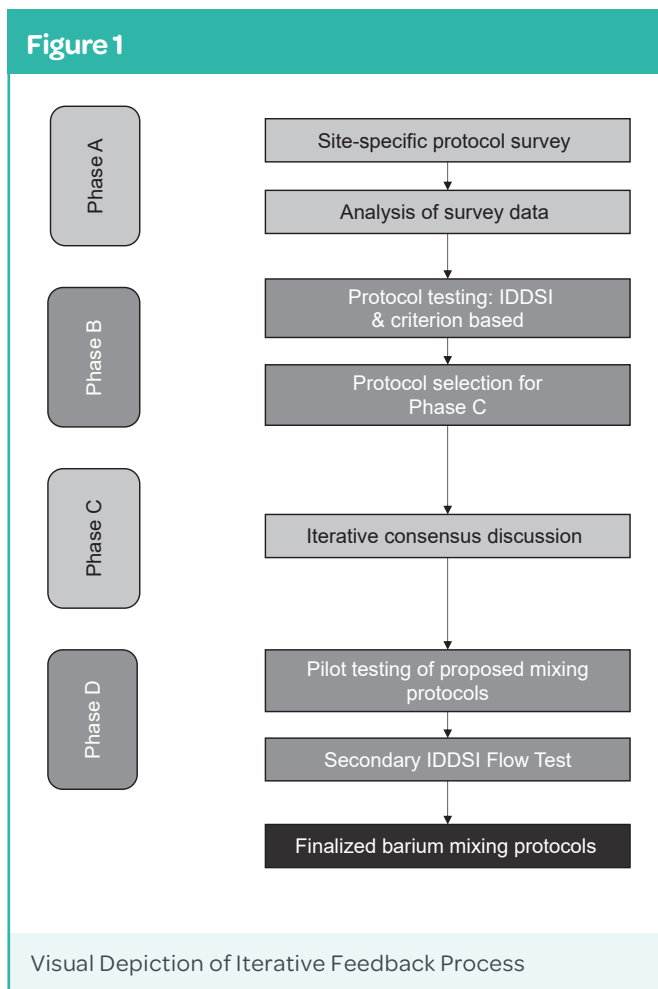 Figure 1
Phase A
Site-specific protocol survey
Analysis of survey data
Phase B
Protocol testing: IDDSI
& criterion based
Protocol selection for
Phase C
Phase C
Iterative consensus discussion
Phase D
Pilot testing of proposed mixing
protocols
Secondary IDDSI Flow Test
Finalized barium mixing protocols
Visual Depiction of Iterative Feedback Process